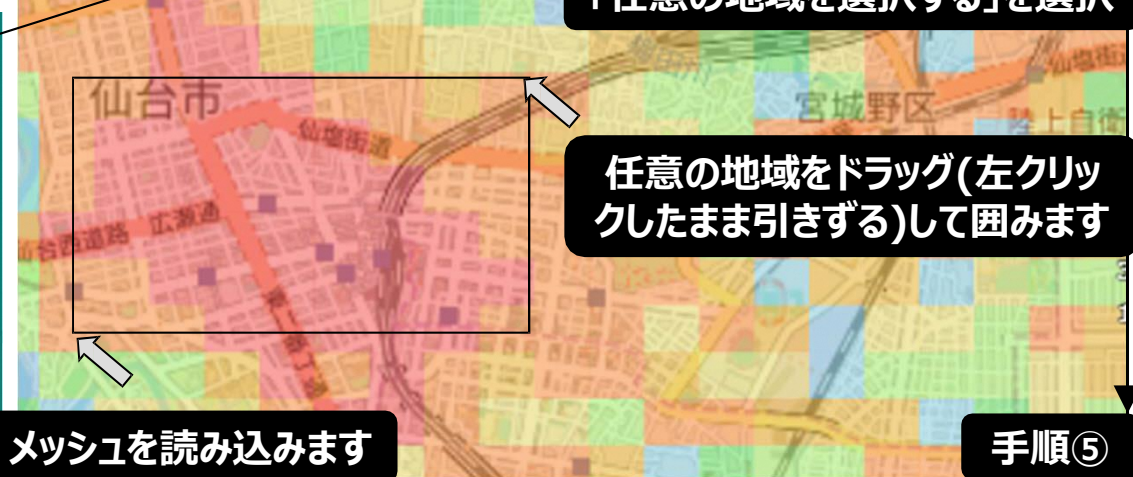 「任意の地域を選択する」を選択
仙塩街道
仙台市
宮城野区
陸上自衛
仙塩街道
任意の地域をドラッグ(左クリッ
クしたまま引きずる)して囲みます
仙台西道路
広瀬通
東二番丁通
メッシュを読み込みます
手順⑤